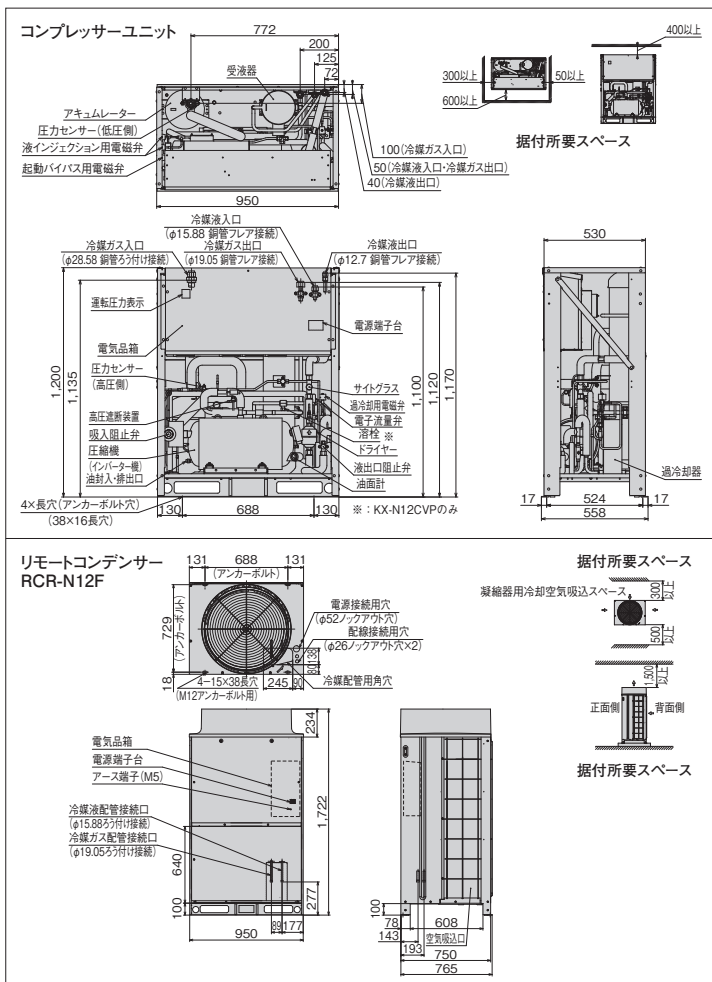 コンプレッサーユニット
772
200
125
72
受液器
アキュムレーター
圧力センサー(低圧側)
液インジェクション用電磁弁
起動バイパス用電磁弁
100(冷媒ガス入口)
50(冷媒液入口・冷媒ガス出口)
40(冷媒液出口)
950
400以上
300以上
50以上
600以上
据付所要スペース
冷媒液入口
(φ15.88 銅管フレア接続)
冷媒ガス入口
(φ28.58 銅管ろう付け接続)
冷媒ガス出口
(φ19.05 銅管フレア接続)
冷媒液出口
(φ12.7 銅管フレア接続)
運転圧力表示
電源端子台
電気品箱
圧力センサー
(高圧側)
サイトグラス
過冷却用電磁弁
電子流量弁
高圧遮断装置
溶栓 ※
吸入阻止弁
ドライヤー
圧縮機
(インバーター機)
液出口阻止弁
油封入・排出口
油面計
4×長穴(アンカーボルト穴)
(38×16長穴)
130
688
130
※:KX-N12CVPのみ
1,200
1,135
1,100
1,120
1,170
530
過冷却器
17
524
17
558
リモートコンデンサー
RCR-N12F
131
688
131
(アンカーボルト)
729
(アンカーボルト)
18
4-15×38長穴
(M12アンカーボルト用)
245
90
80
138
電源接続用穴
(φ52ノックアウト穴)
配線接続用穴
(φ26ノックアウト穴×2)
冷媒配管用角穴
据付所要スペース
凝縮器用冷却空気吸込スペース
300
以上
500
以上
1,500
以上
正面側
背面側
据付所要スペース
234
電気品箱
電源端子台
アース端子(M5)
冷媒液配管接続口
(φ15.88ろう付け接続)
冷媒ガス配管接続口
(φ19.05ろう付け接続)
1,722
640
100
277
89
177
950
100
78
608
143
空気吸込口
193
750
765